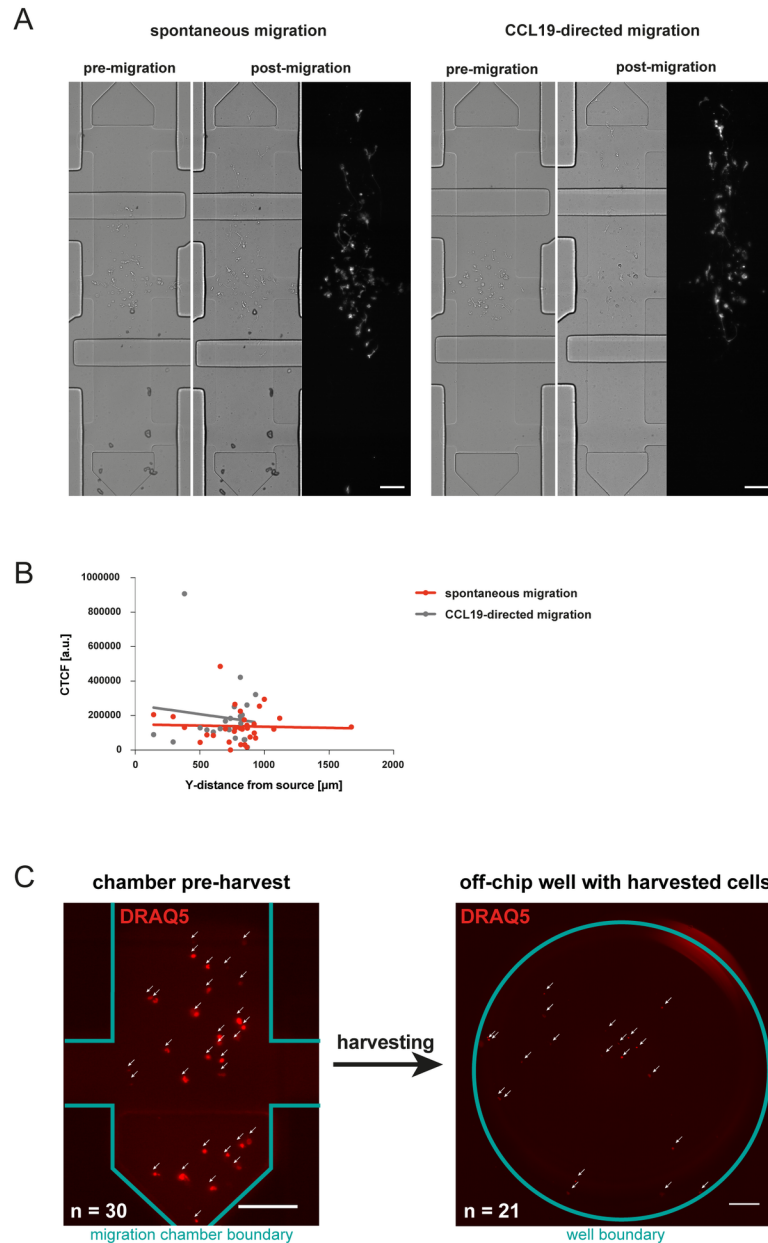 A
spontaneous migration
CCL19-directed migration
pre-migration
post-migration
pre-migration
post-migration
B
CTCF [a.u.]
1000000
800000
600000
400000
200000
0
0
500
1000
1500
2000
Y-distance from source [µm]
spontaneous migration
CCL19-directed migration
C
chamber pre-harvest
off-chip well with harvested cells
DRAQ5
DRAQ5
harvesting
n = 30
n = 21
migration chamber boundary
well boundary